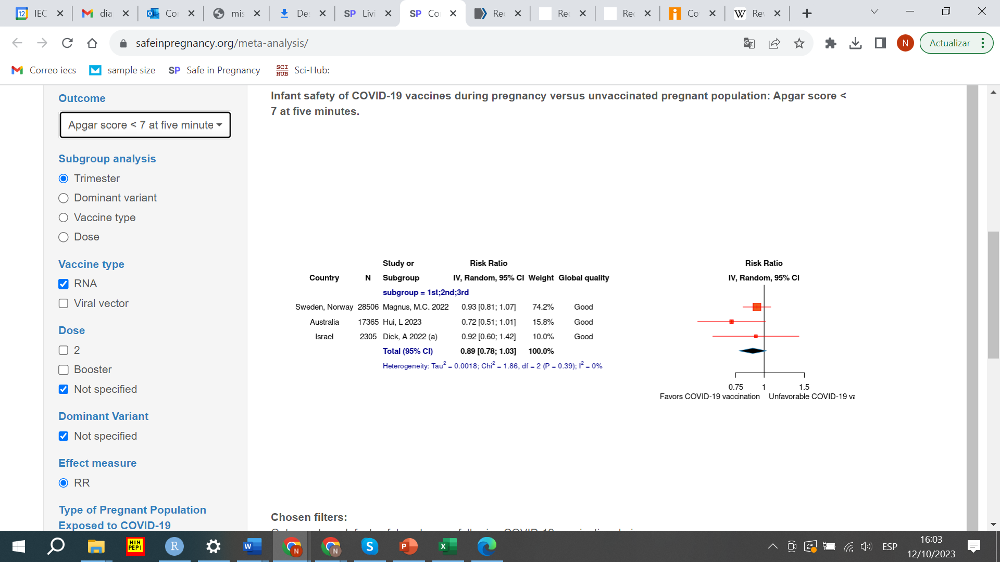 IEC
dia
Co
mis
De
SP Livi
SP Co
Re
Re
Re
Co
W Re
safeinpregnancy.org/meta-analysis/
N
Actualizar
Correo iecs
sample size
SP Safe in Pregnancy
SCI HUB Sci-Hub:
Outcome
Apgar score < 7 at five minute
Subgroup analysis
Trimester
Dominant variant
Vaccine type
Dose
Vaccine type
RNA
Viral vector
Dose
2
Booster
Not specified
Dominant Variant
Not specified
Effect measure
RR
Type of Pregnant Population
Exposed to COVID-19
Infant safety of COVID-19 vaccines during pregnancy versus unvaccinated pregnant population: Apgar score <
7 at five minutes.
Study or Risk Ratio Risk Ratio
Country N Subgroup IV, Random, 95% CI Weight Global quality IV, Random, 95% CI
subgroup = 1st;2nd;3rd
Sweden, Norway 28506 Magnus, M.C. 2022 0.93 [0.81; 1.07] 74.2% Good
Australia 17365 Hui, L 2023 0.72 [0.51; 1.01] 15.8% Good
Israel 2305 Dick, A 2022 (a) 0.92 [0.60; 1.42] 10.0% Good
Total (95% CI) 0.89 [0.78; 1.03] 100.0%
Heterogeneity: Tau² = 0.0018; Chi² = 1.86, df = 2 (P = 0.39); I² = 0%
0.75 1 1.5
Favors COVID-19 vaccination Unfavorable COVID-19 va
Chosen filters:
WIN PEPI
R
W
N
N
S
P
X
ESP
16:03
12/10/2023